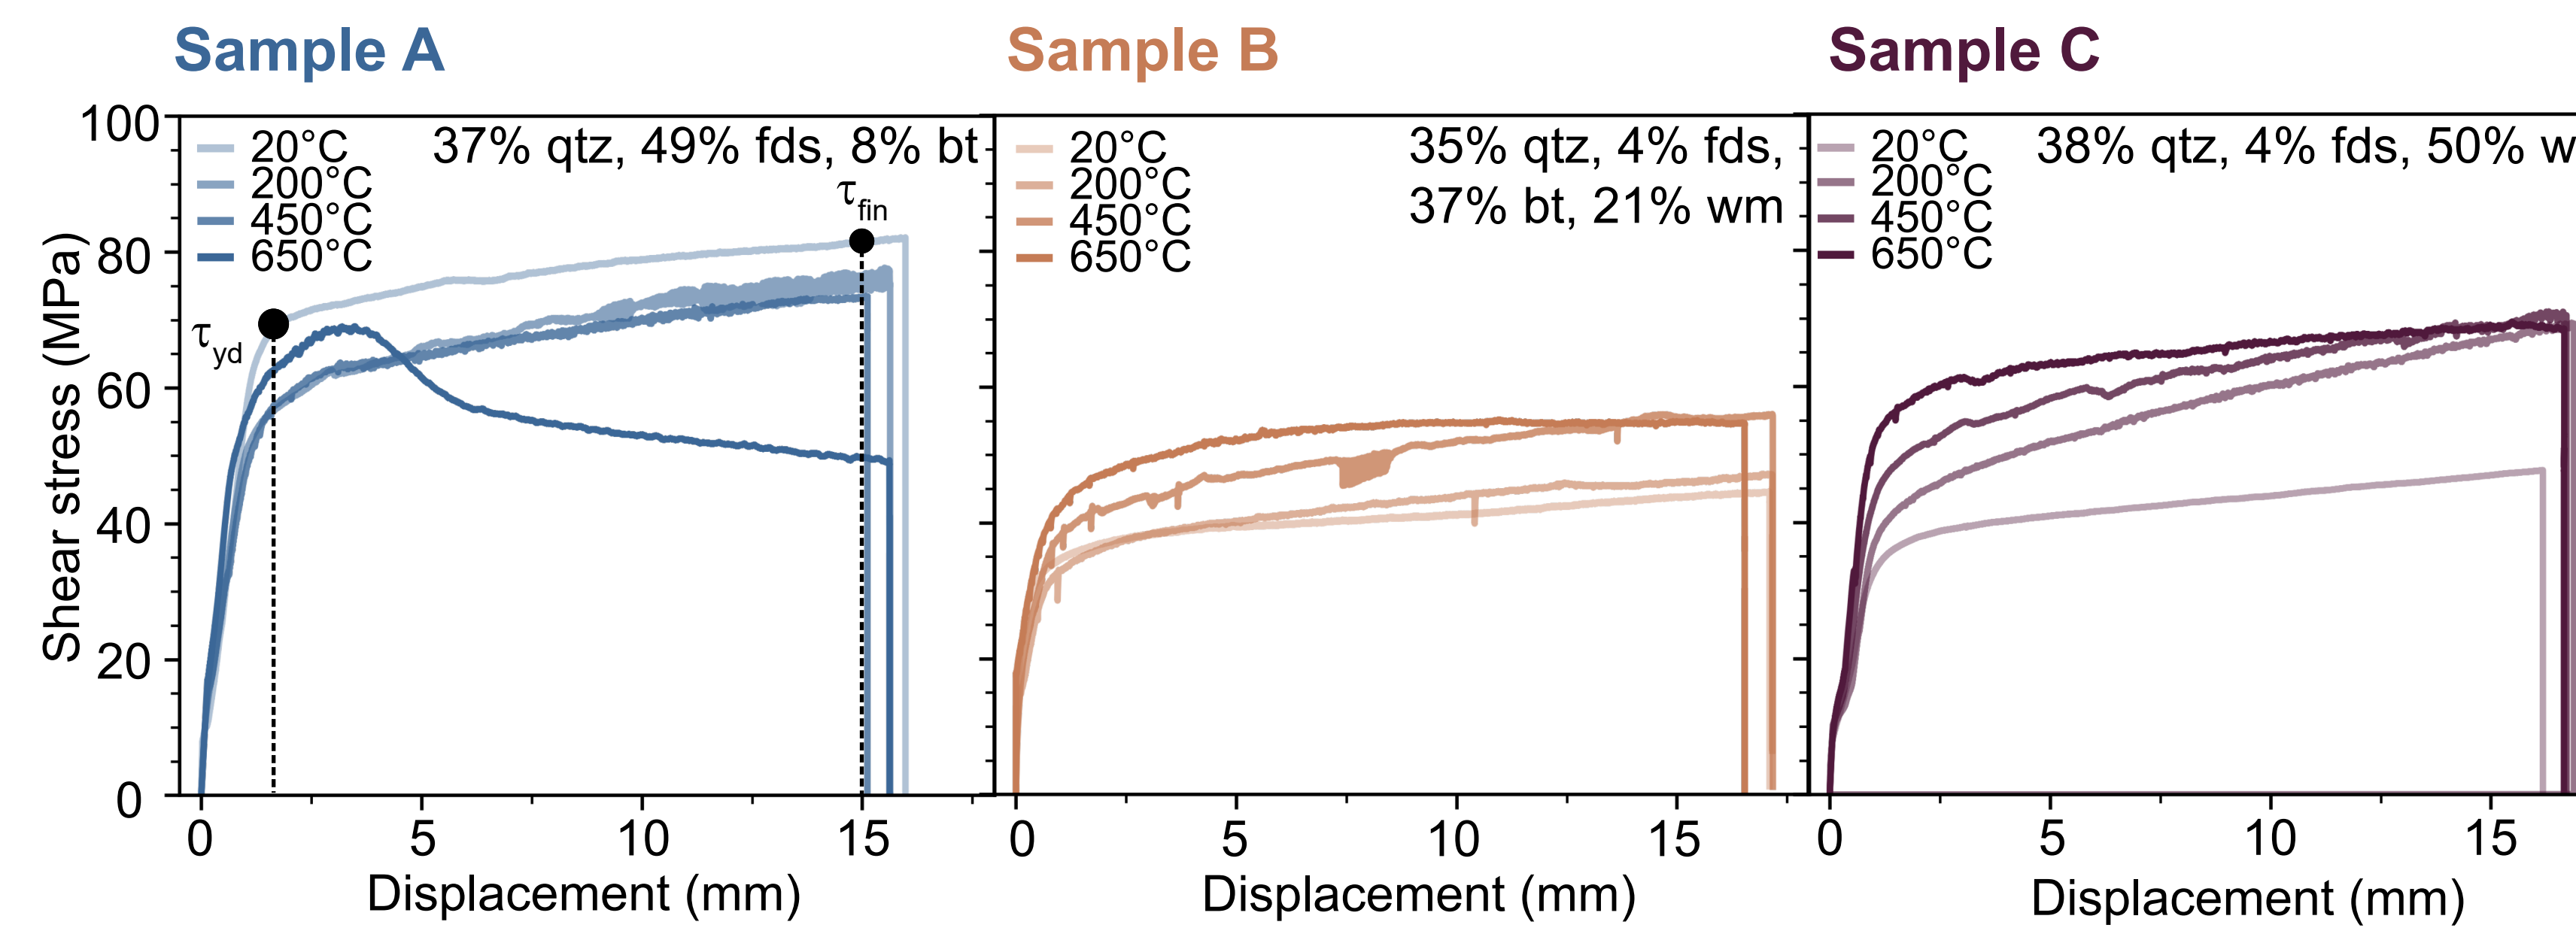 Sample A
Sample B
Sample C
Shear stress (MPa)
100
80
60
40
20
0
20°C
200°C
450°C
650°C
37% qtz, 49% fds, 8% bt
τyd
τfin
0
5
10
15
Displacement (mm)
20°C
200°C
450°C
650°C
35% qtz, 4% fds,
37% bt, 21% wm
0
5
10
15
Displacement (mm)
20°C
200°C
450°C
650°C
38% qtz, 4% fds, 50%
0
5
10
15
Displacement (mm)